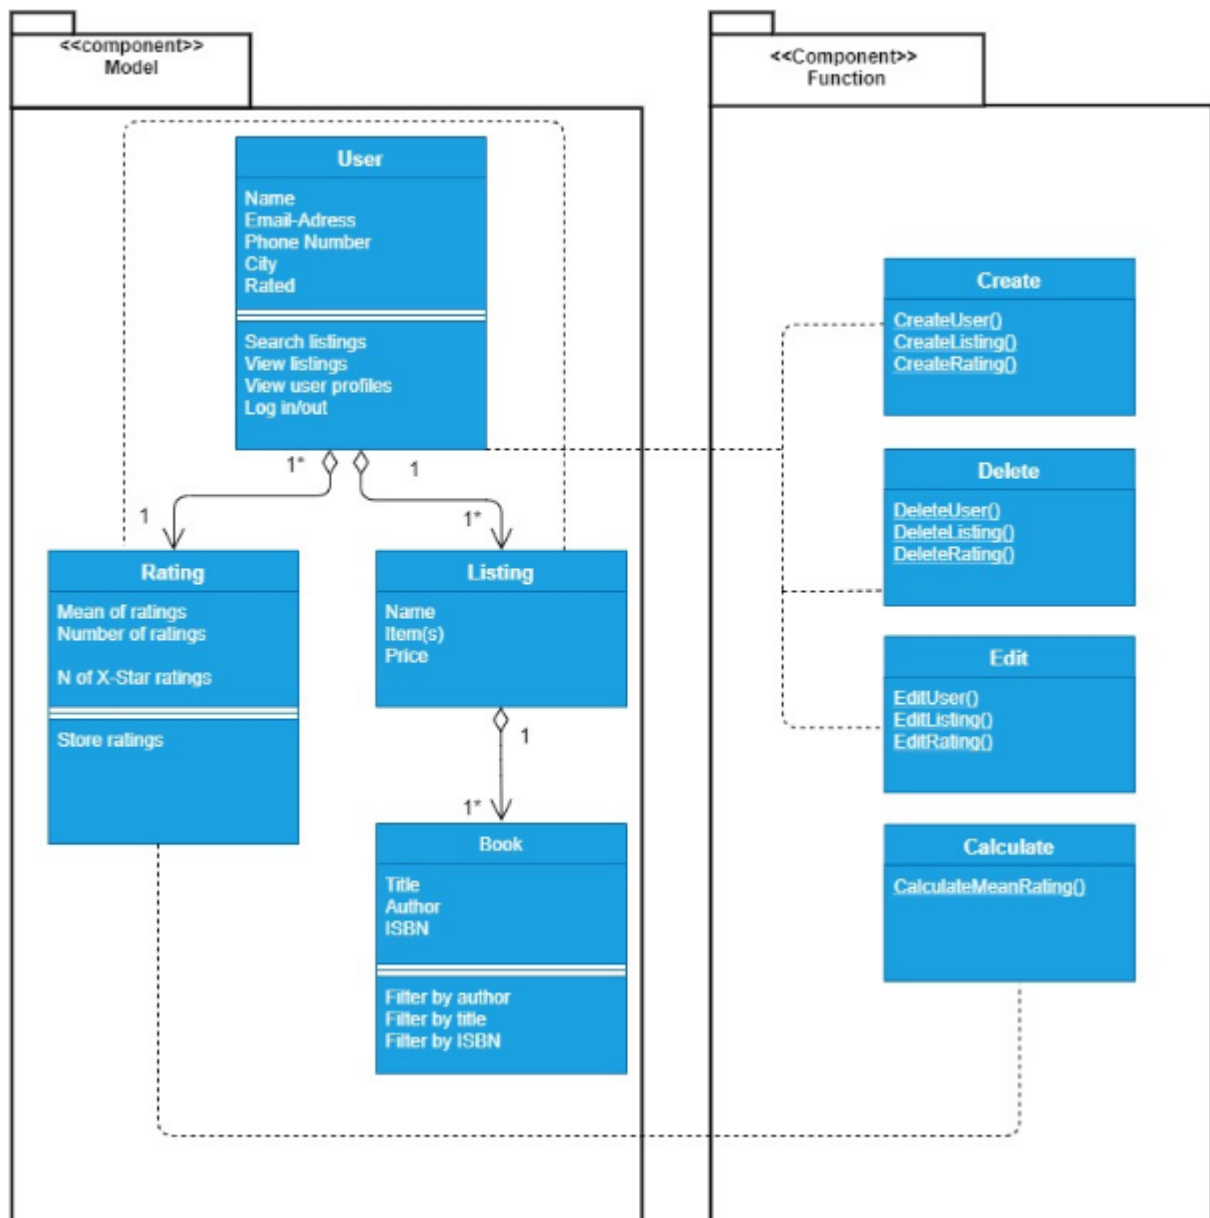 <<component>>
Model
User
Name
Email-Adress
Phone Number
City
Rated
Search listings
View listings
View user profiles
Log in/out
1*
1
1
1*
Rating
Mean of ratings
Number of ratings
N of X-Star ratings
Store ratings
Listing
Name
Item(s)
Price
1
1*
Book
Title
Author
ISBN
Filter by author
Filter by title
Filter by ISBN
<<Component>>
Function
Create
CreateUser()
CreateListing()
CreateRating()
Delete
DeleteUser()
DeleteListing()
DeleteRating()
Edit
EditUser()
EditListing()
EditRating()
Calculate
CalculateMeanRating()